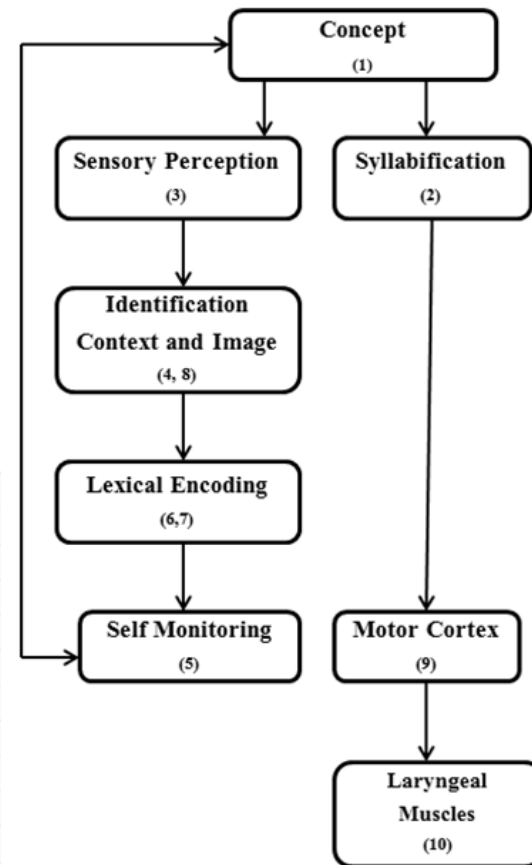 Concept
(1)
Sensory Perception
(3)
Syllabification
(2)
Identification
Context and Image
(4, 8)
Lexical Encoding
(6,7)
Self Monitoring
(5)
Motor Cortex
(9)
Laryngeal
Muscles
(10)